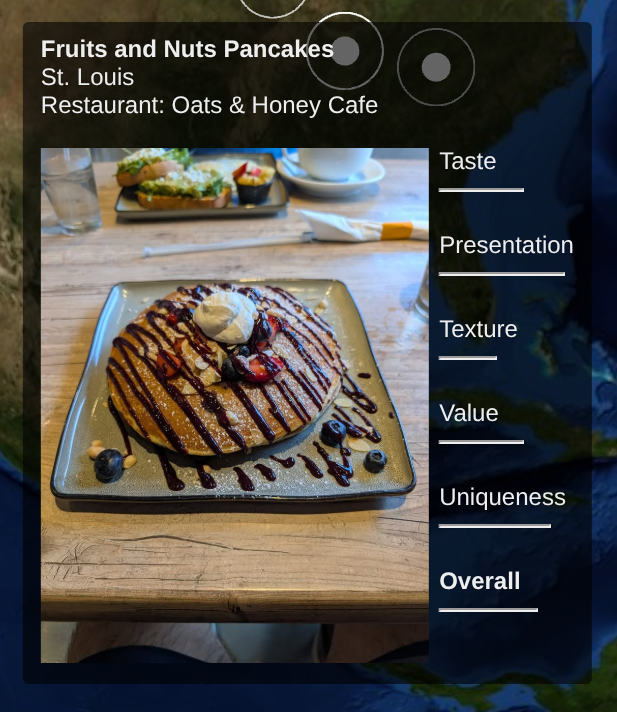 Fruits and Nuts Pancakes
St. Louis
Restaurant: Oats & Honey Cafe
Taste
Presentation
Texture
Value
Uniqueness
Overall